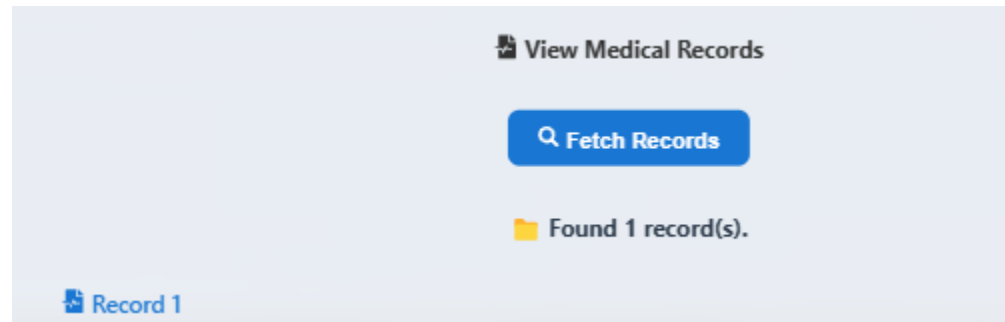 View Medical Records
Fetch Records
Found 1 record(s).
Record 1